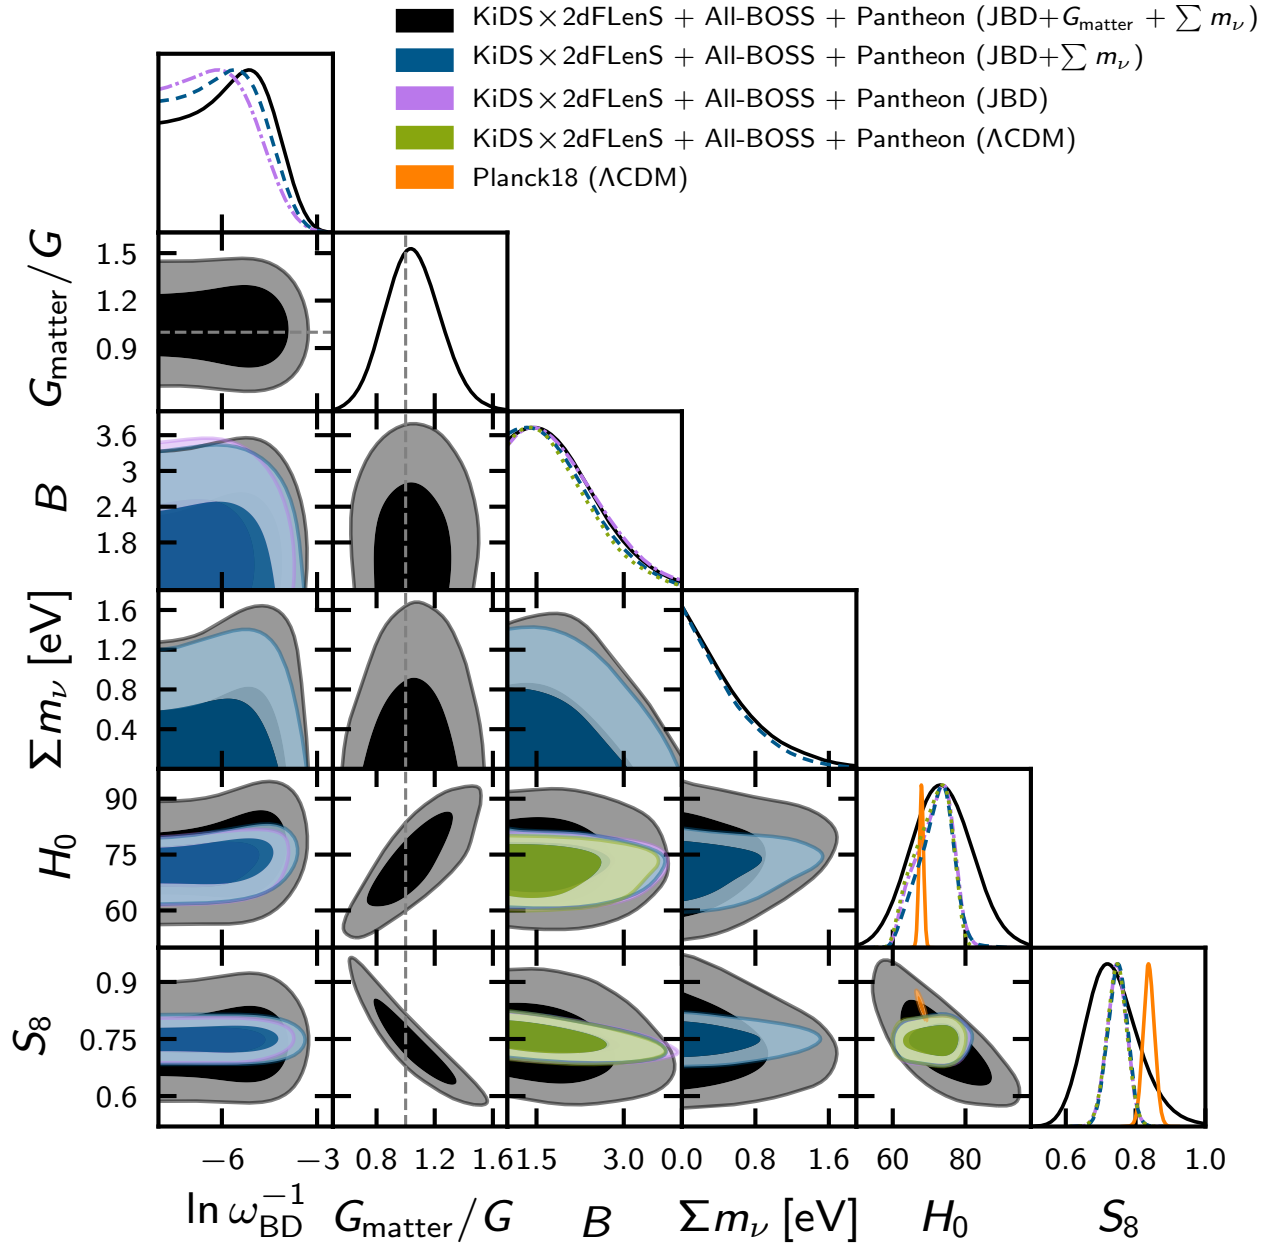 KiDS×2dFLenS + All-BOSS + Pantheon (JBD+G_matter + ∑ m_ν)
KiDS×2dFLenS + All-BOSS + Pantheon (JBD+∑ m_ν)
KiDS×2dFLenS + All-BOSS + Pantheon (JBD)
KiDS×2dFLenS + All-BOSS + Pantheon (ΛCDM)
Planck18 (ΛCDM)
G_matter/G
1.5
1.2
0.9
B
3.6
3
2.4
1.8
Σm_ν [eV]
1.6
1.2
0.8
0.4
H_0
90
75
60
S_8
0.9
0.75
0.6
−6 −3 0.8 1.2 1.6 1.5 3.0 0.0 0.8 1.6 60 80 0.6 0.8 1.0
ln ω_BD^−1 G_matter/G B Σm_ν [eV] H_0 S_8